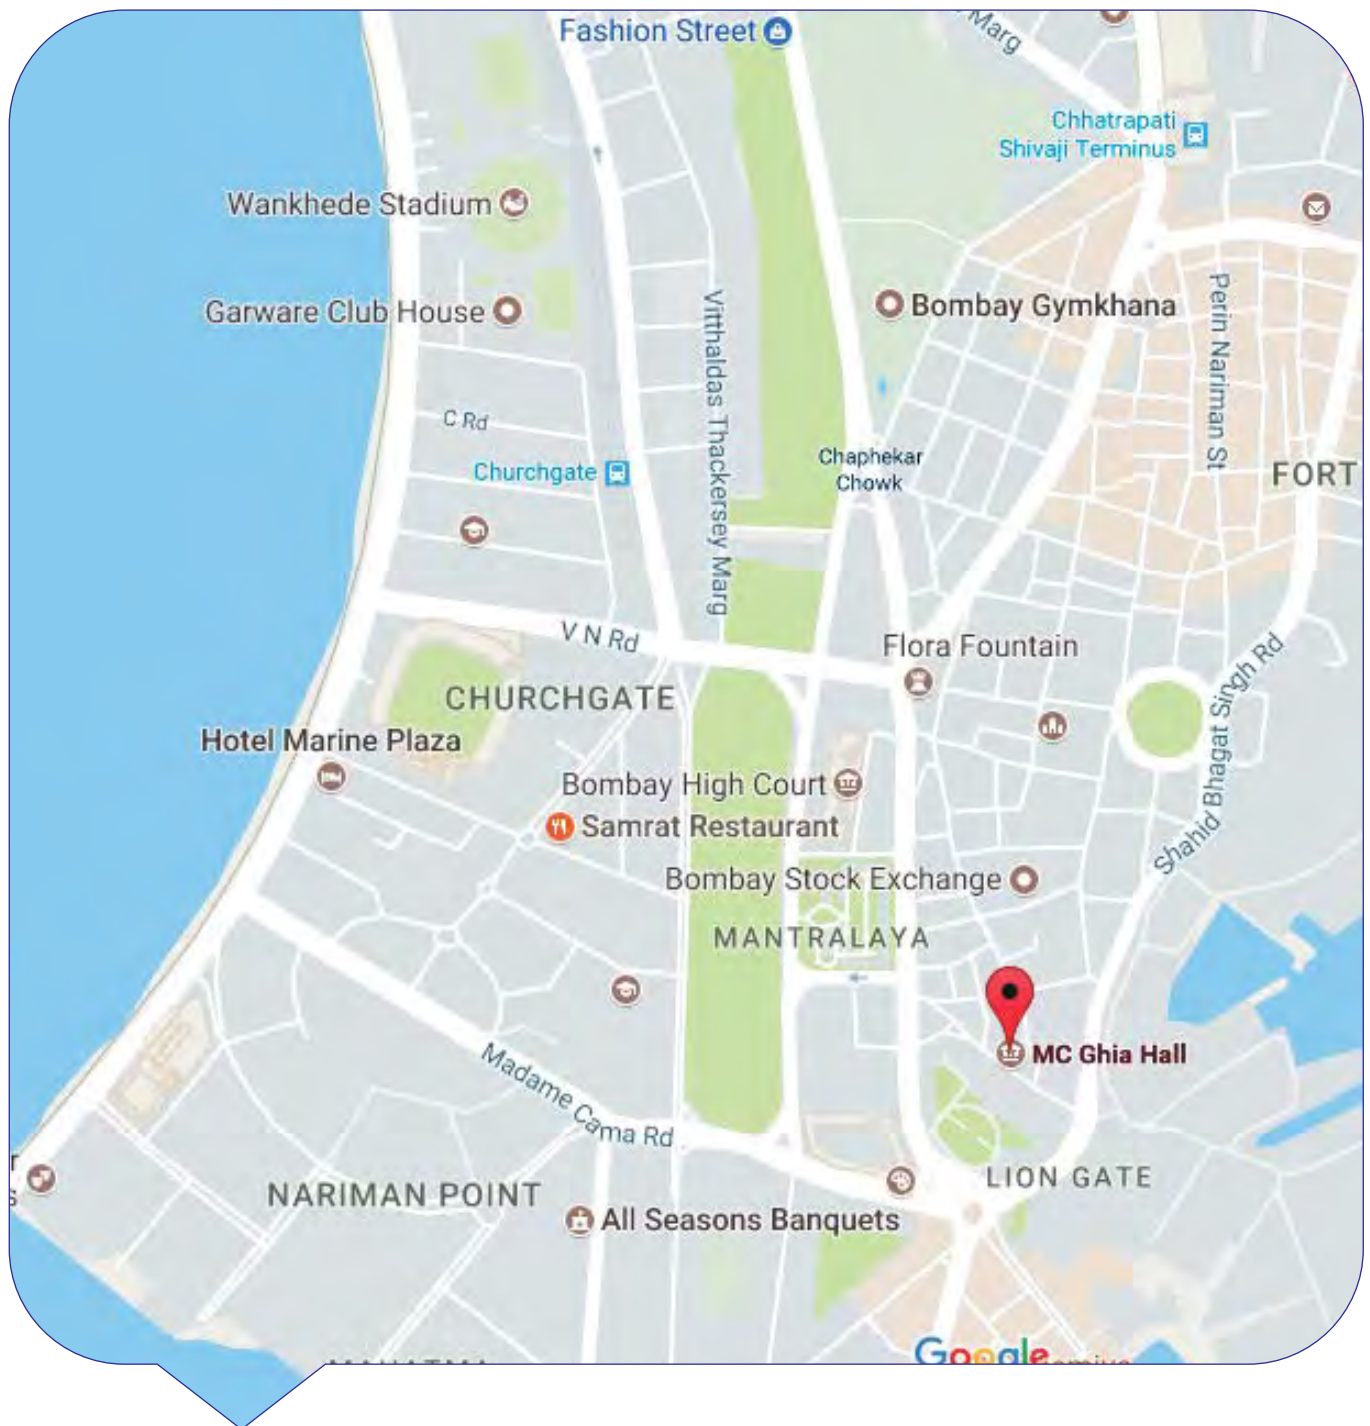 Fashion Street
Marg
Chhatrapati
Shivaji Terminus
Wankhede Stadium
Garware Club House
Bombay Gymkhana
Perin Nariman St
Vitthaldas Thackersey Marg
C Rd
Churchgate
Chaphekar
Chowk
FORT
V N Rd
Flora Fountain
CHURCHGATE
Shahid Bhagat Singh Rd
Hotel Marine Plaza
Bombay High Court
Samrat Restaurant
Bombay Stock Exchange
MANTRALAYA
MC Ghia Hall
Madame Cama Rd
LION GATE
NARIMAN POINT
All Seasons Banquets
Google